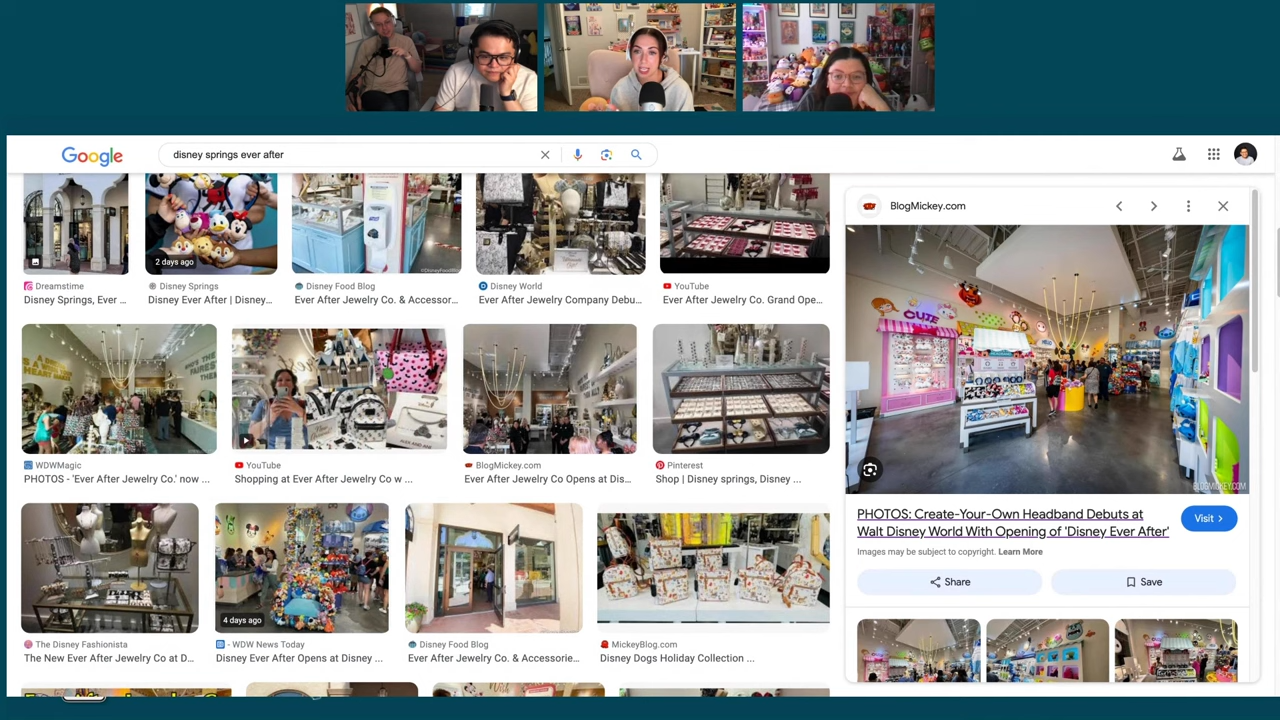 Google
disney springs ever after
BlogMickey.com
2 days ago
Dreamstime
Disney Springs, Ever ...
Disney Springs
Disney Ever After | Disney...
©DisneyFoodBlog
Disney Food Blog
Ever After Jewelry Co. & Accessor...
Disney World
Ever After Jewelry Company Debu...
YouTube
Ever After Jewelry Co. Grand Ope...
CUTE
BLOGMICKEY.COM
WDWMagic
PHOTOS - 'Ever After Jewelry Co.' now ...
YouTube
Shopping at Ever After Jewelry Co w ...
BlogMickey.com
Ever After Jewelry Co Opens at Dis...
Pinterest
Shop | Disney springs, Disney ...
PHOTOS: Create-Your-Own Headband Debuts at
Walt Disney World With Opening of 'Disney Ever After'
Visit
Images may be subject to copyright. Learn More
Share
Save
4 days ago
The Disney Fashionista
The New Ever After Jewelry Co at D...
- WDW News Today
Disney Ever After Opens at Disney ...
Disney Food Blog
Ever After Jewelry Co. & Accessorie...
MickeyBlog.com
Disney Dogs Holiday Collection ...